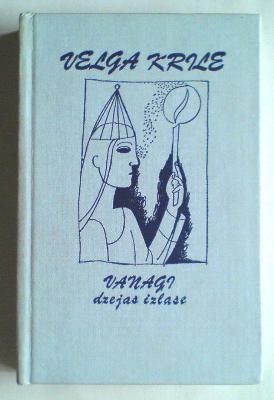 VELGA KRILE
VANAGI
dzejas izlase